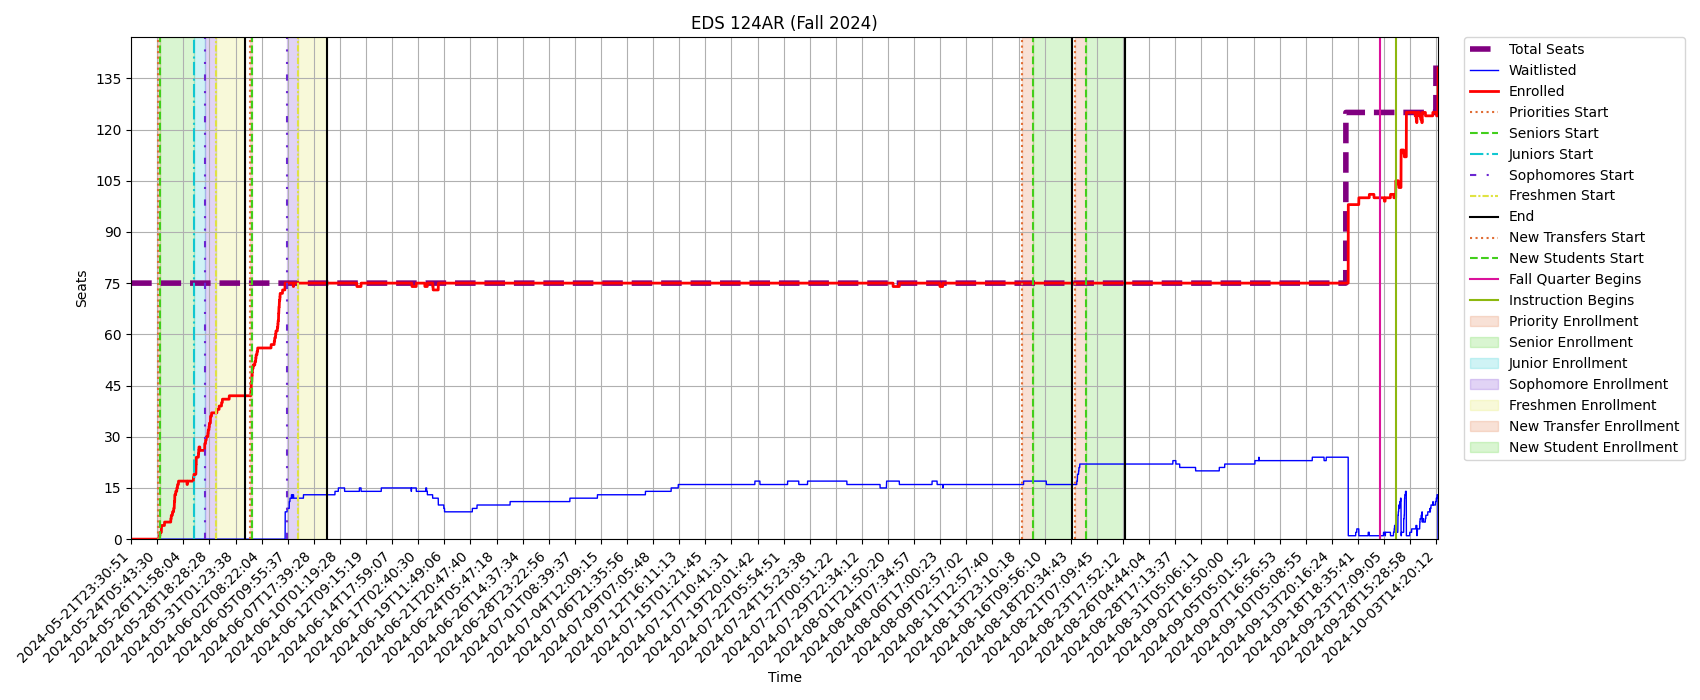 EDS 124AR (Fall 2024)
Seats
135
120
105
90
75
60
45
30
15
0
2024-05-21T23:30:51
2024-05-24T05:43:30
2024-05-26T11:58:04
2024-05-28T18:28:28
2024-05-31T01:23:38
2024-06-02T08:22:04
2024-06-05T09:55:37
2024-06-07T17:39:28
2024-06-10T01:19:28
2024-06-12T09:15:19
2024-06-14T17:59:07
2024-06-17T02:40:30
2024-06-19T11:49:06
2024-06-21T20:49:47
2024-06-24T05:47:18
2024-06-26T14:37:34
2024-06-28T23:22:56
2024-07-01T08:39:37
2024-07-04T12:09:15
2024-07-06T21:35:56
2024-07-09T07:05:48
2024-07-12T16:11:13
2024-07-15T01:21:45
2024-07-17T10:41:31
2024-07-19T20:01:42
2024-07-22T05:54:51
2024-07-24T15:23:38
2024-07-27T00:51:22
2024-07-29T10:34:12
2024-08-01T21:50:20
2024-08-04T07:34:57
2024-08-06T17:00:23
2024-08-09T02:57:02
2024-08-11T12:57:40
2024-08-13T23:10:18
2024-08-16T09:56:10
2024-08-18T20:34:43
2024-08-21T07:09:45
2024-08-23T17:52:12
2024-08-26T04:44:04
2024-08-28T17:13:37
2024-08-31T05:06:11
2024-09-02T16:50:00
2024-09-05T05:01:52
2024-09-07T16:56:53
2024-09-10T05:08:55
2024-09-13T20:16:24
2024-09-18T18:35:41
2024-09-23T17:09:05
2024-09-28T15:28:58
2024-10-03T14:20:12
Time
Total Seats
Waitlisted
Enrolled
Priorities Start
Seniors Start
Juniors Start
Sophomores Start
Freshmen Start
End
New Transfers Start
New Students Start
Fall Quarter Begins
Instruction Begins
Priority Enrollment
Senior Enrollment
Junior Enrollment
Sophomore Enrollment
Freshmen Enrollment
New Transfer Enrollment
New Student Enrollment